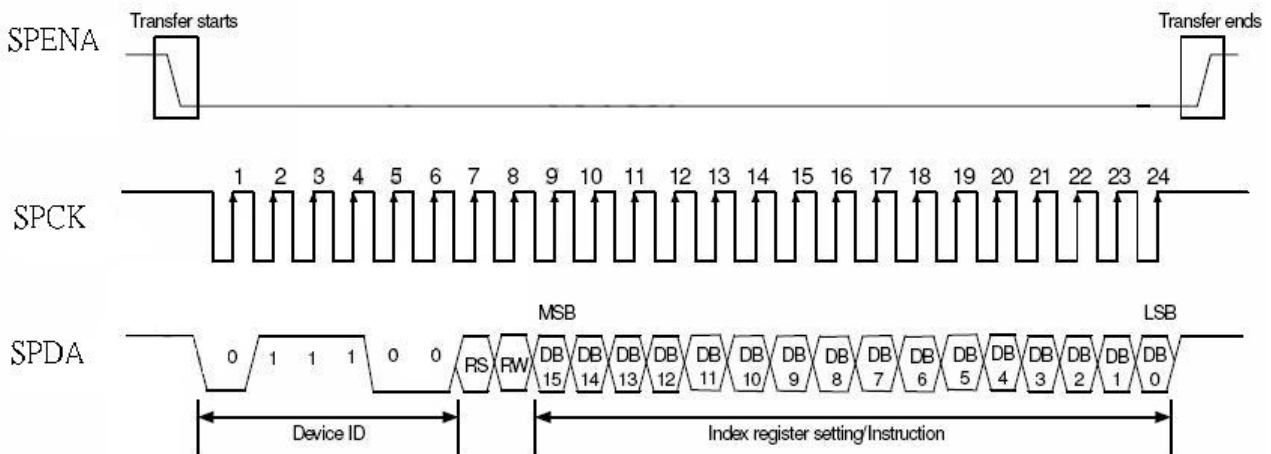 Transfer starts
Transfer ends
SPENA
1 2 3 4 5 6 7 8 9 10 11 12 13 14 15 16 17 18 19 20 21 22 23 24
SPCK
MSB
LSB
SPDA
0 1 1 1 0 0 RS RW DB DB DB DB DB DB DB DB DB DB DB DB DB DB DB DB
15 14 13 12 11 10 9 8 7 6 5 4 3 2 1 0
Device ID
Index register setting/Instruction